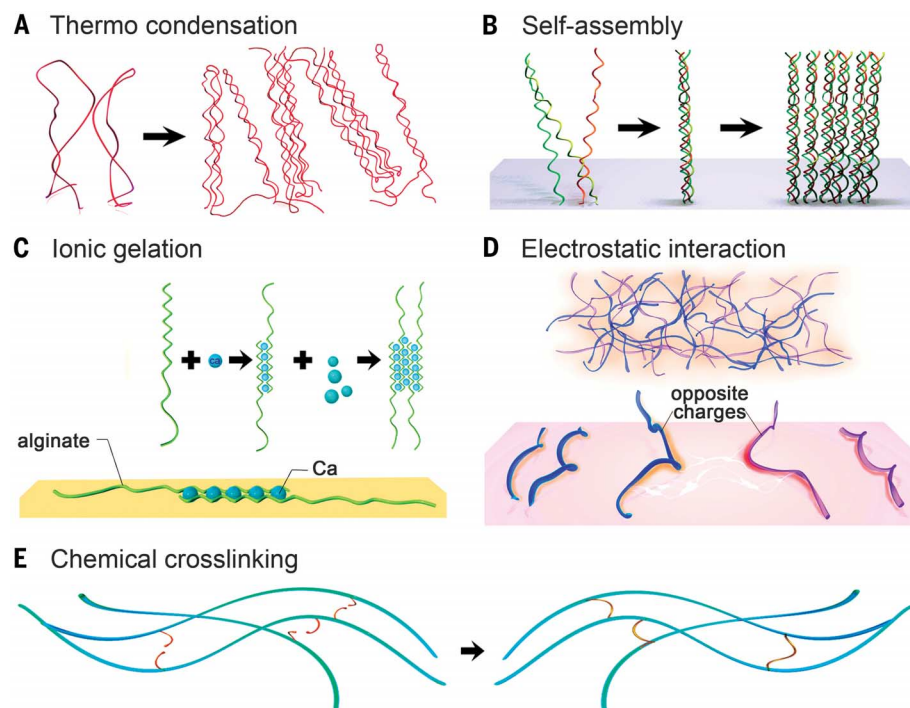 A Thermo condensation
B Self-assembly
C Ionic gelation
alginate
Ca
D Electrostatic interaction
opposite
charges
E Chemical crosslinking